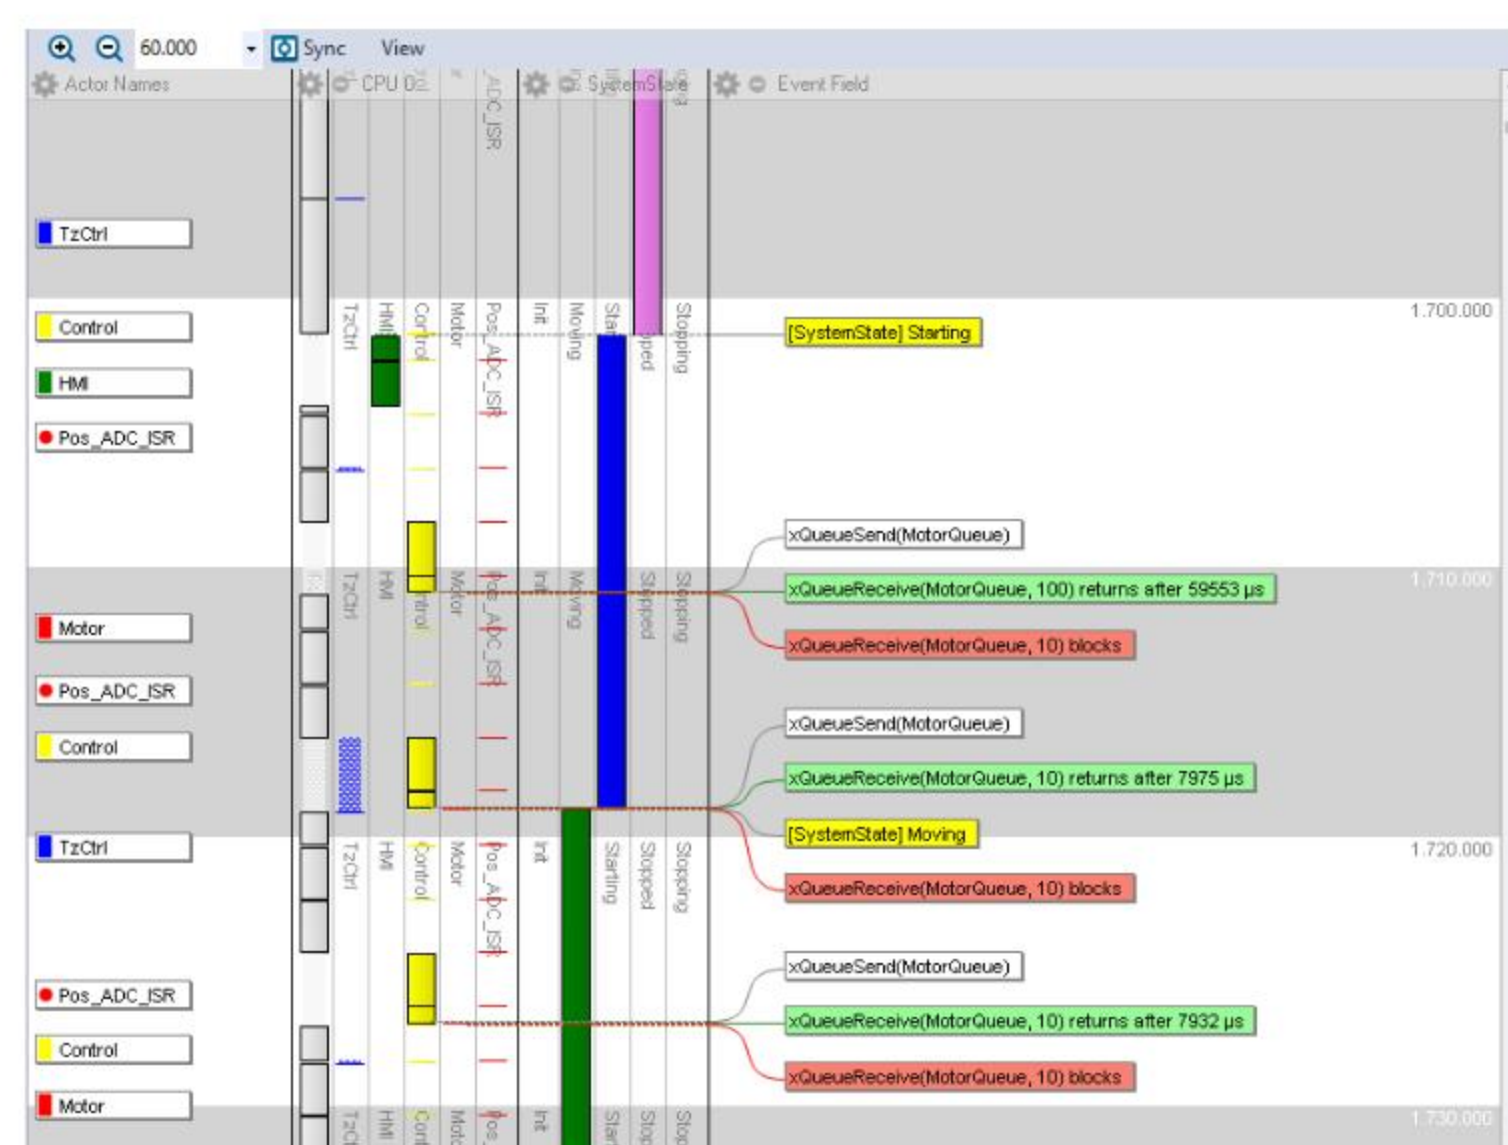 60.000
Sync
View
Actor Names
CPU 0
SystemState
Event Field
_ADC_ISR
TzCtrl
Control
HMI
Pos_ADC_ISR
TzCtrl
HMI
Control
Motor
Pos_ADC_ISR
Init
Moving
Stopping
1.700.000
[SystemState] Starting
xQueueSend(MotorQueue)
xQueueReceive(MotorQueue, 100) returns after 59553 µs
xQueueReceive(MotorQueue, 10) blocks
1.710.000
TzCtrl
HMI
Motor
Pos_ADC_ISR
Init
Moving
Stopped
Stopping
Motor
Pos_ADC_ISR
Control
xQueueSend(MotorQueue)
xQueueReceive(MotorQueue, 10) returns after 7975 µs
[SystemState] Moving
xQueueReceive(MotorQueue, 10) blocks
1.720.000
TzCtrl
TzCtrl
HMI
Control
Motor
Pos_ADC_ISR
Init
Starting
Stopped
Stopping
Pos_ADC_ISR
Control
Motor
xQueueSend(MotorQueue)
xQueueReceive(MotorQueue, 10) returns after 7932 µs
xQueueReceive(MotorQueue, 10) blocks
1.730.000
HMI
Init